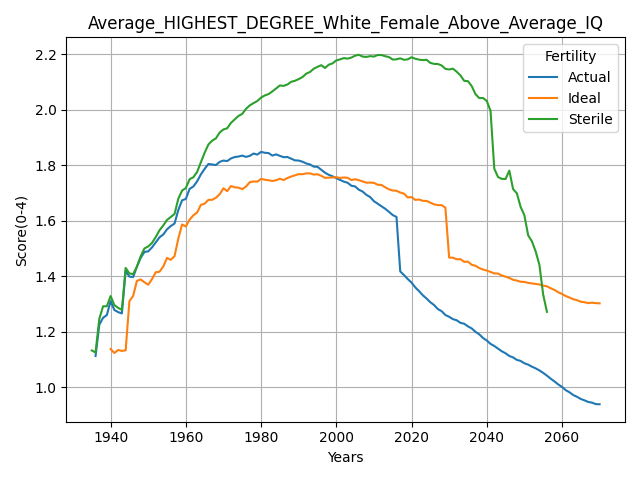 Average_HIGHEST_DEGREE_White_Female_Above_Average_IQ
Fertility
Actual
Ideal
Sterile
Score(0-4)
2.2
2.0
1.8
1.6
1.4
1.2
1.0
1940 1960 1980 2000 2020 2040 2060
Years